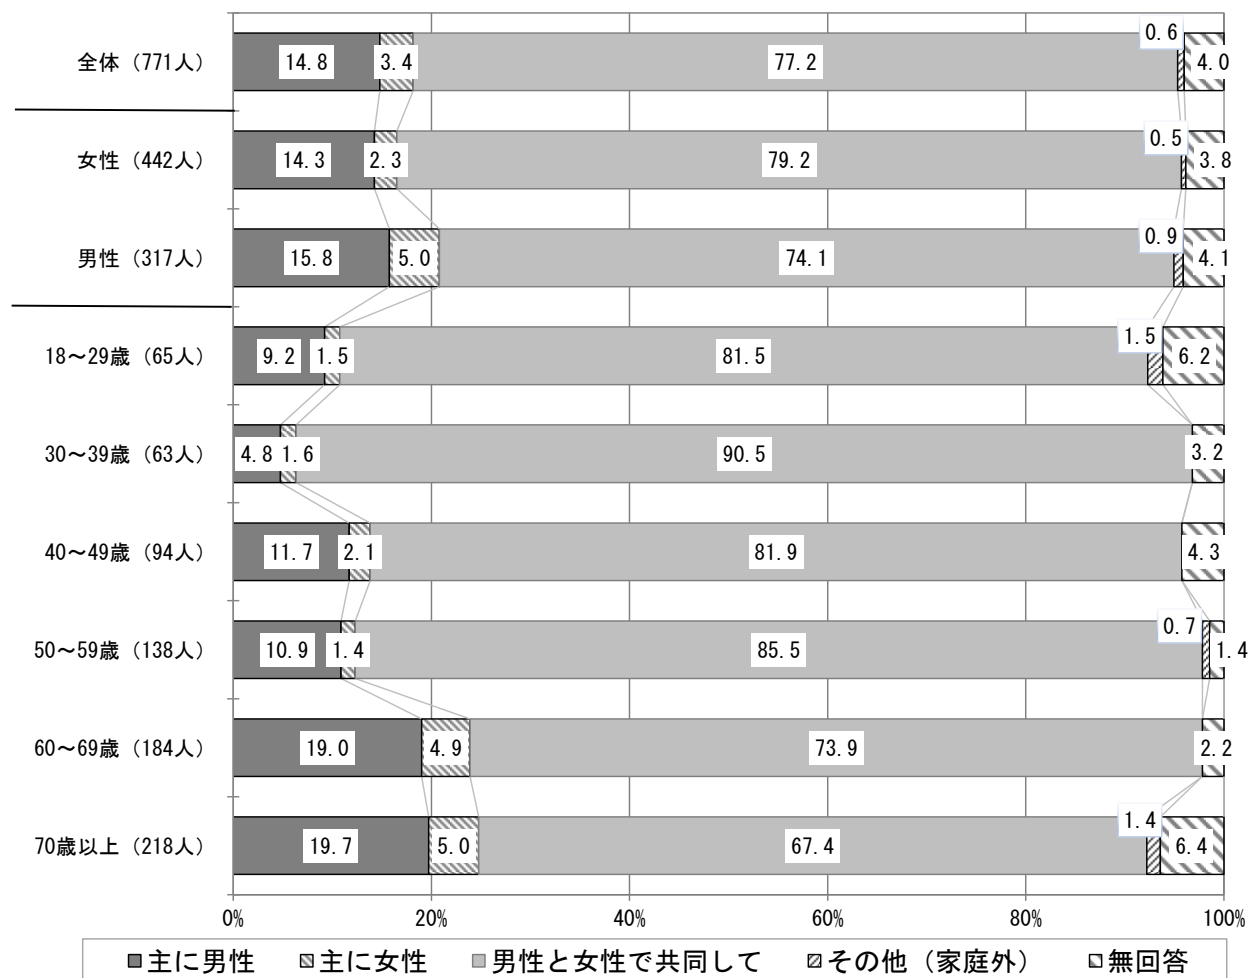 全体（771人） 14.8 3.4 77.2 0.6 4.0
女性（442人） 14.3 2.3 79.2 0.5 3.8
男性（317人） 15.8 5.0 74.1 0.9 4.1
18～29歳（65人） 9.2 1.5 81.5 1.5 6.2
30～39歳（63人） 4.8 1.6 90.5 3.2
40～49歳（94人） 11.7 2.1 81.9 4.3
50～59歳（138人） 10.9 1.4 85.5 0.7 1.4
60～69歳（184人） 19.0 4.9 73.9 2.2
70歳以上（218人） 19.7 5.0 67.4 1.4 6.4
0% 20% 40% 60% 80% 100%
主に男性 主に女性 男性と女性で共同して その他（家庭外） 無回答